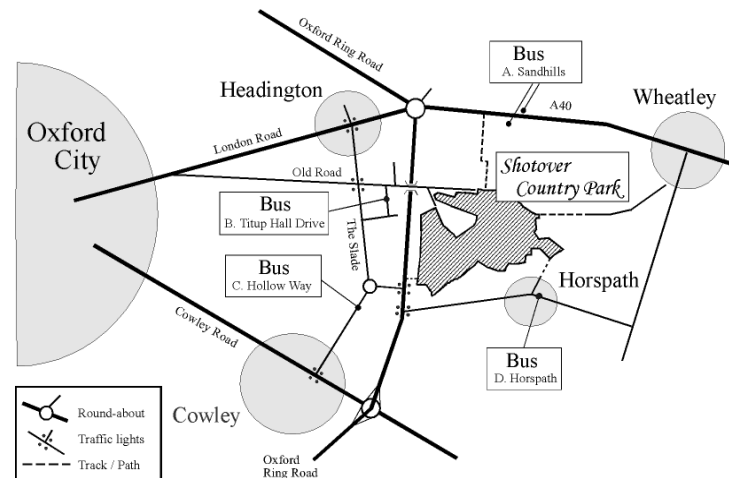 Oxford Ring Road
Bus
A. Sandhills
Headington
Wheatley
A40
Oxford
City
London Road
Shotover
Country Park
Old Road
Bus
B. Titup Hall Drive
The Slade
Bus
C. Hollow Way
Horspath
Cowley Road
Bus
D. Horspath
Cowley
Round-about
Traffic lights
Track / Path
Oxford
Ring Road